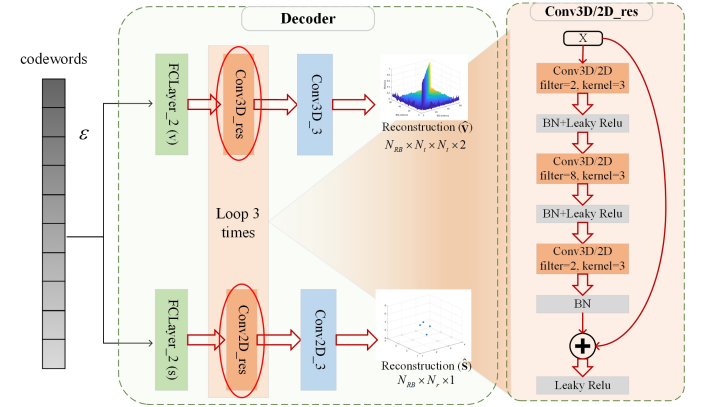 Decoder
Conv3D/2D_res
codewords
ε
FCLayer_2 (v)
Conv3D_res
Conv3D_3
Reconstruction (v̂)
N_RB × N_t × N_t × 2
Loop 3
times
FCLayer_2 (s)
Conv2D_res
Conv2D_3
Reconstruction (ŝ)
N_RB × N_r × 1
X
Conv3D/2D
filter=2, kernel=3
BN+Leaky Relu
Conv3D/2D
filter=8, kernel=3
BN+Leaky Relu
Conv3D/2D
filter=2, kernel=3
BN
+
Leaky Relu